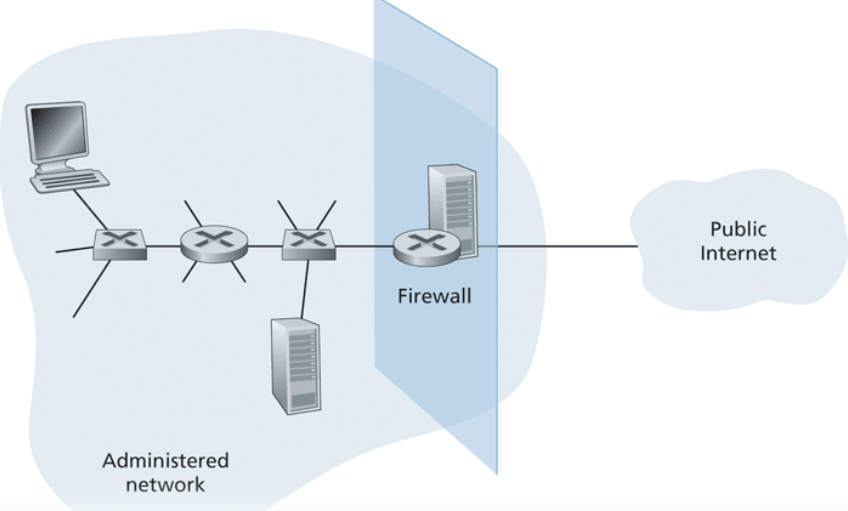 Public
Internet
Firewall
Administered
network